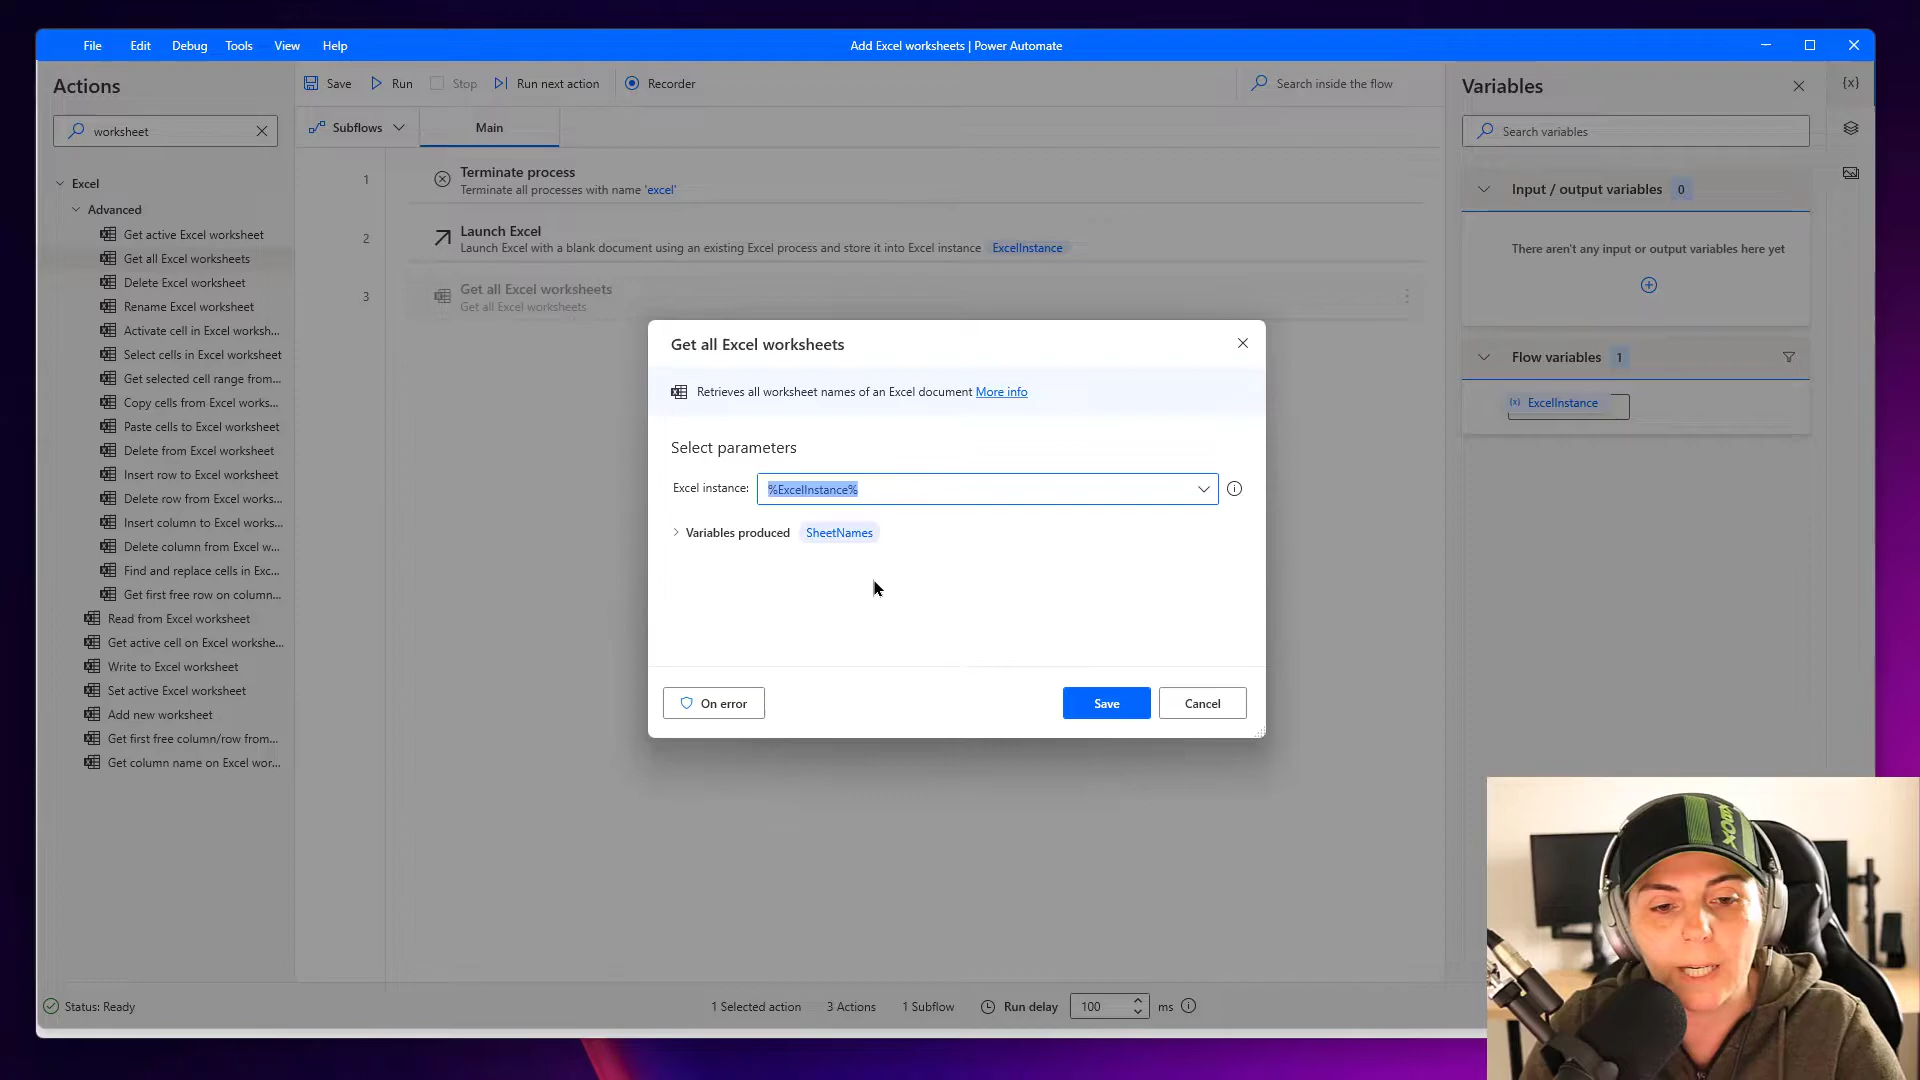 File Edit Debug Tools View Help
Add Excel worksheets | Power Automate
Actions
worksheet
Excel
Advanced
Get active Excel worksheet
Get all Excel worksheets
Delete Excel worksheet
Rename Excel worksheet
Activate cell in Excel worksh...
Select cells in Excel worksheet
Get selected cell range from...
Copy cells from Excel works...
Paste cells to Excel worksheet
Delete from Excel worksheet
Insert row to Excel worksheet
Delete row from Excel works...
Insert column to Excel works...
Delete column from Excel w...
Find and replace cells in Exc...
Get first free row on column...
Read from Excel worksheet
Get active cell on Excel workshe...
Write to Excel worksheet
Set active Excel worksheet
Add new worksheet
Get first free column/row from...
Get column name on Excel wor...
Save Run Stop Run next action Recorder
Search inside the flow
Subflows Main
1
Terminate process
Terminate all processes with name 'excel'
2
Launch Excel
Launch Excel with a blank document using an existing Excel process and store it into Excel instance ExcelInstance
3
Get all Excel worksheets
Get all Excel worksheets
Get all Excel worksheets
Retrieves all worksheet names of an Excel document More info
Select parameters
Excel instance: %ExcelInstance%
Variables produced SheetNames
On error
Save
Cancel
Variables
{x}
Search variables
Input / output variables 0
There aren't any input or output variables here yet
Flow variables 1
(x) ExcelInstance
XBOX
Status: Ready
1 Selected action 3 Actions 1 Subflow Run delay 100 ms